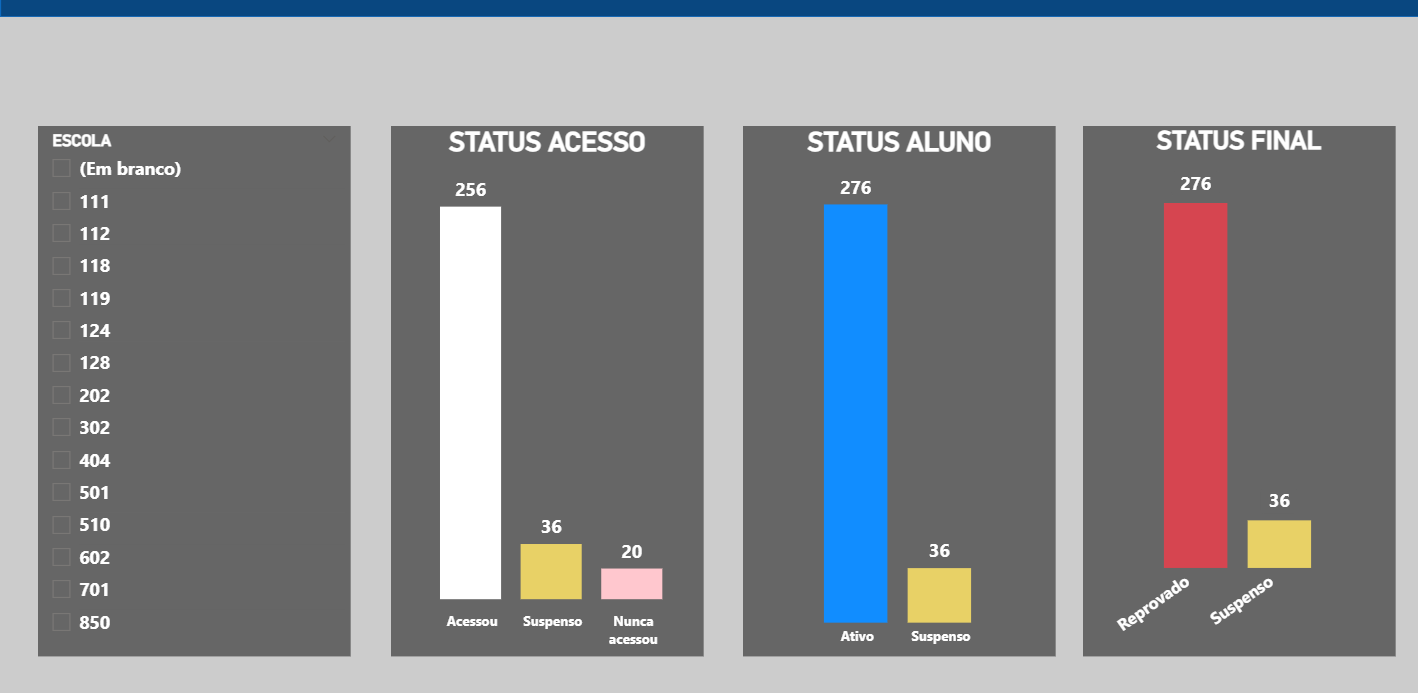 ESCOLA
(Em branco)
111
112
118
119
124
128
202
302
404
501
510
602
701
850
STATUS ACESSO
256
36
20
Acessou
Suspenso
Nunca
acessou
STATUS ALUNO
276
36
Ativo
Suspenso
STATUS FINAL
276
36
Reprovado
Suspenso